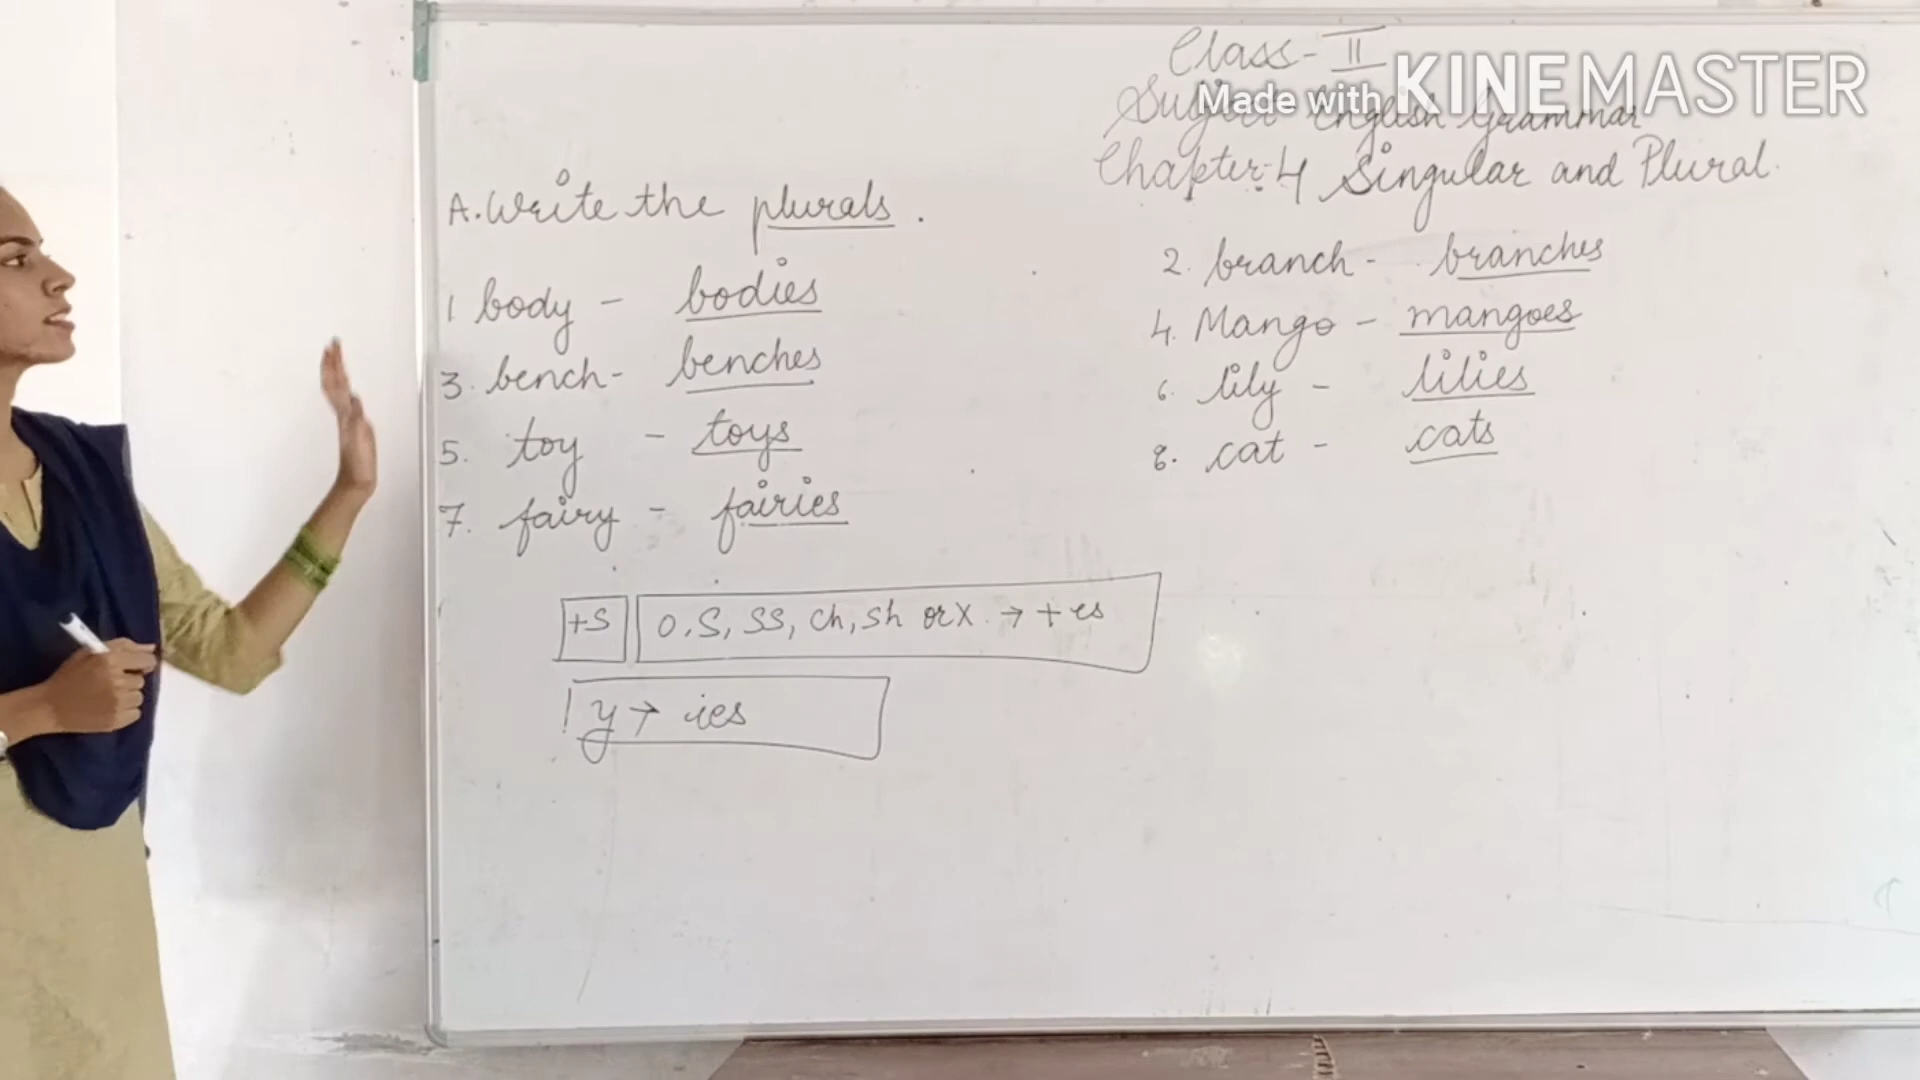 Class - II
Made with KINEMASTER
Subject English Grammar
Chapter:-4 Singular and Plural.
A. Write the plurals.
1 body - bodies
2. branch - branches
3. bench - benches
4. Mango - mangoes
5. toy - toys
6. lily - lilies
7. fairy - fairies
8. cat - cats
+S
O, S, SS, Ch, Sh or X. → + es
y → ies